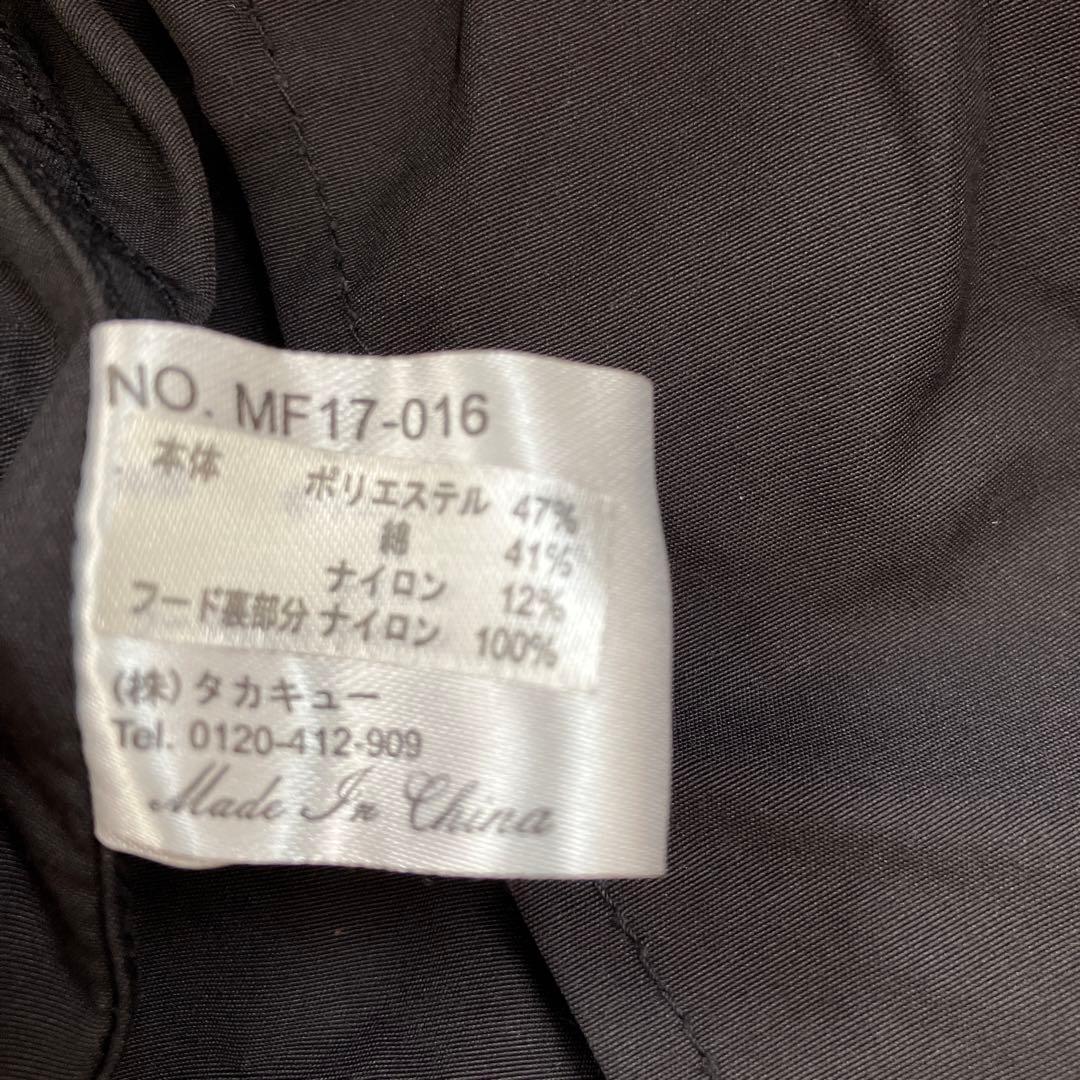 NO. MF17-016
本体 ポリエステル 47%
綿 41%
ナイロン 12%
フード裏部分 ナイロン 100%
(株) タカキュー
Tel. 0120-412-909
Made In China